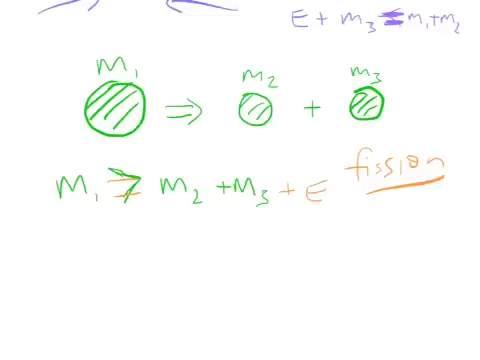 E + m₃ = m₁+m₂
m₁
m₂
m₃
⇒ +
m₁ = m₂ + m₃ + E fission